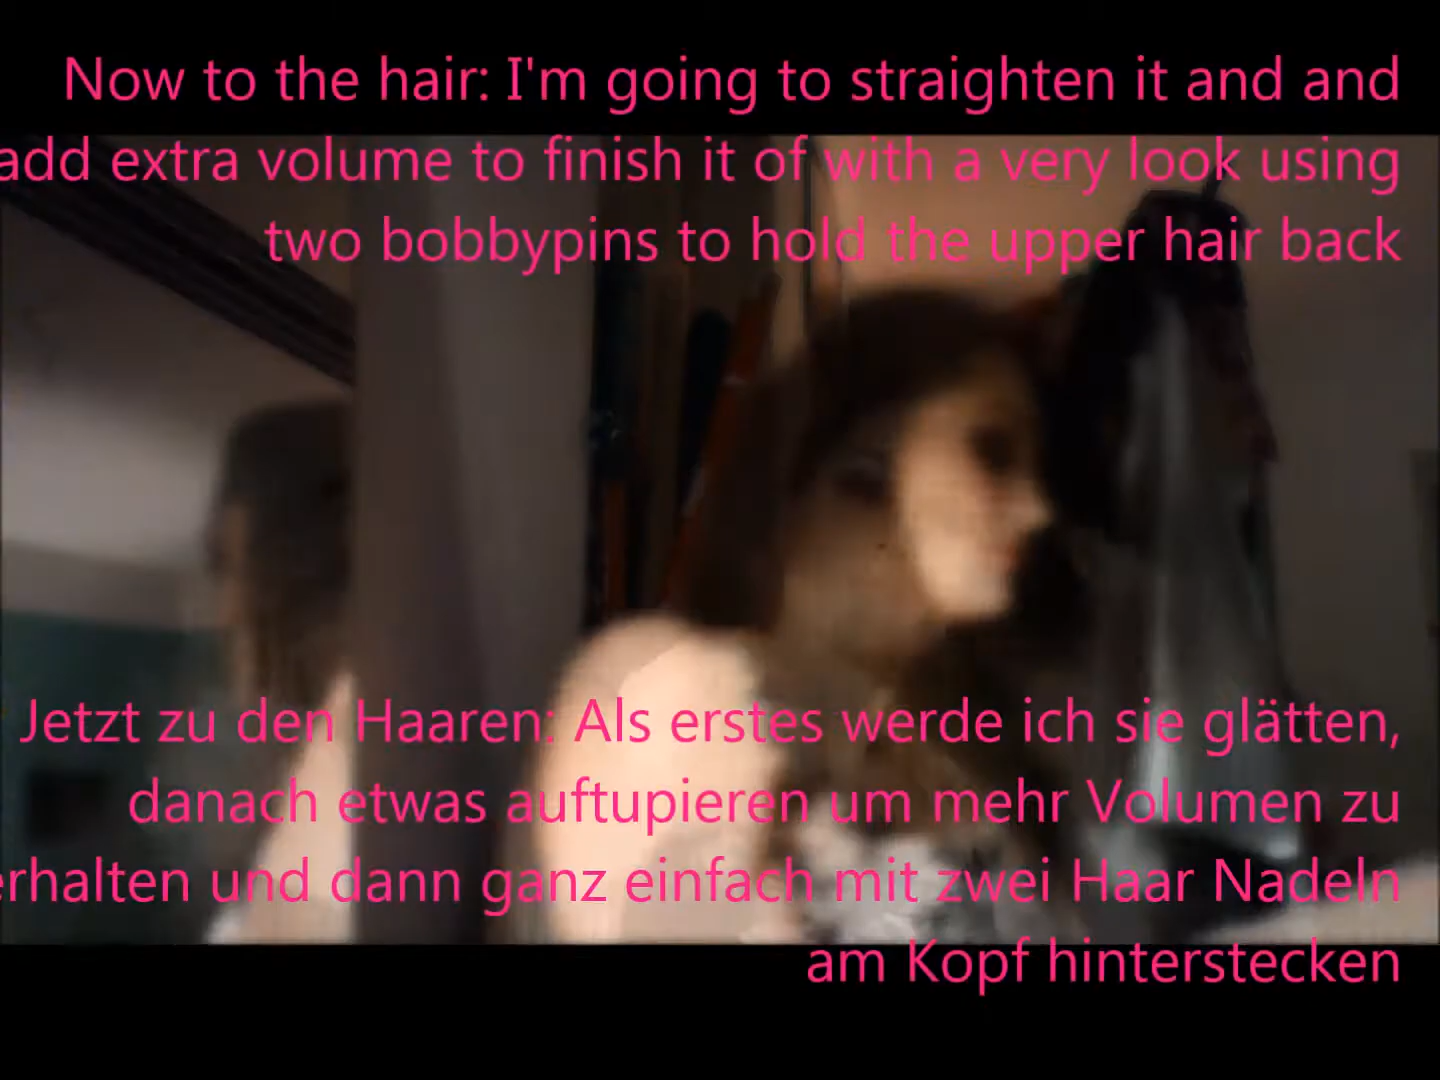 Now to the hair: I'm going to straighten it and and
add extra volume to finish it of with a very look using
two bobbypins to hold the upper hair back
Jetzt zu den Haaren: Als erstes werde ich sie glätten,
danach etwas auftupieren um mehr Volumen zu
erhalten und dann ganz einfach mit zwei Haar Nadeln
am Kopf hinterstecken